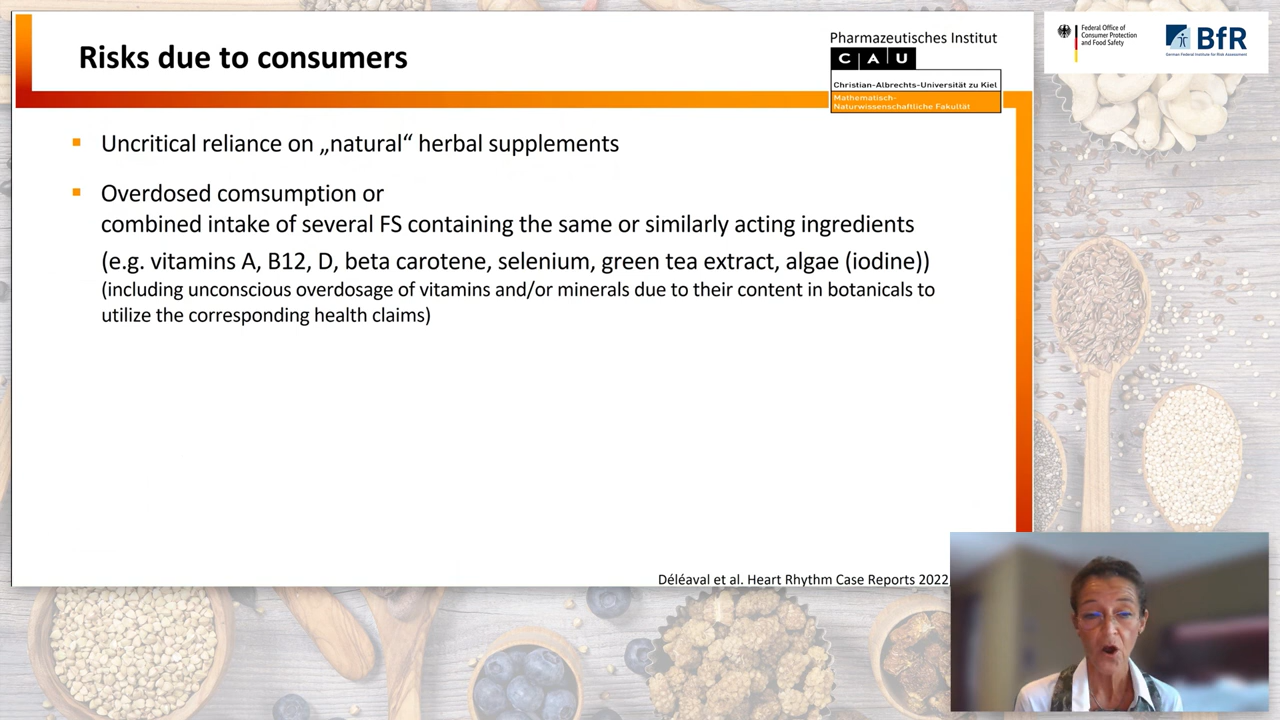 Risks due to consumers
Pharmazeutisches Institut
C A U
Christian-Albrechts-Universität zu Kiel
Mathematisch-
Naturwissenschaftliche Fakultät
Federal Office of
Consumer Protection
and Food Safety
BfR
German Federal Institute for Risk Assessment
Uncritical reliance on „natural“ herbal supplements
Overdosed comsumption or
combined intake of several FS containing the same or similarly acting ingredients
(e.g. vitamins A, B12, D, beta carotene, selenium, green tea extract, algae (iodine))
(including unconscious overdosage of vitamins and/or minerals due to their content in botanicals to
utilize the corresponding health claims)
Déléaval et al. Heart Rhythm Case Reports 2022